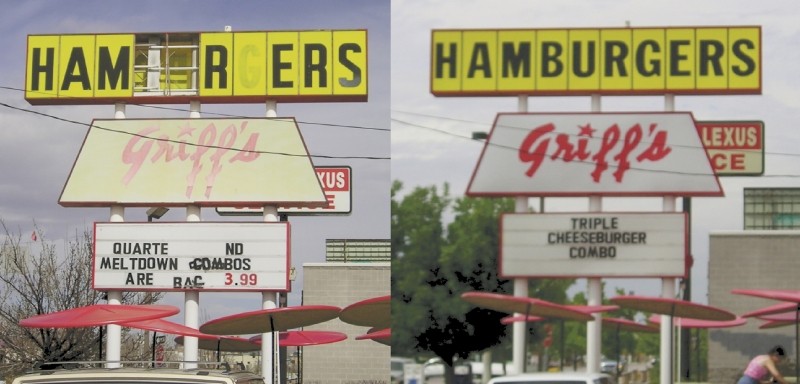 HAM RGERS
Griff's
XUS
QUARTE ND
MELTDOWN COMBOS
ARE BAC 3.99
HAMBURGERS
Griff's
LEXUS
CE
TRIPLE
CHEESEBURGER
COMBO